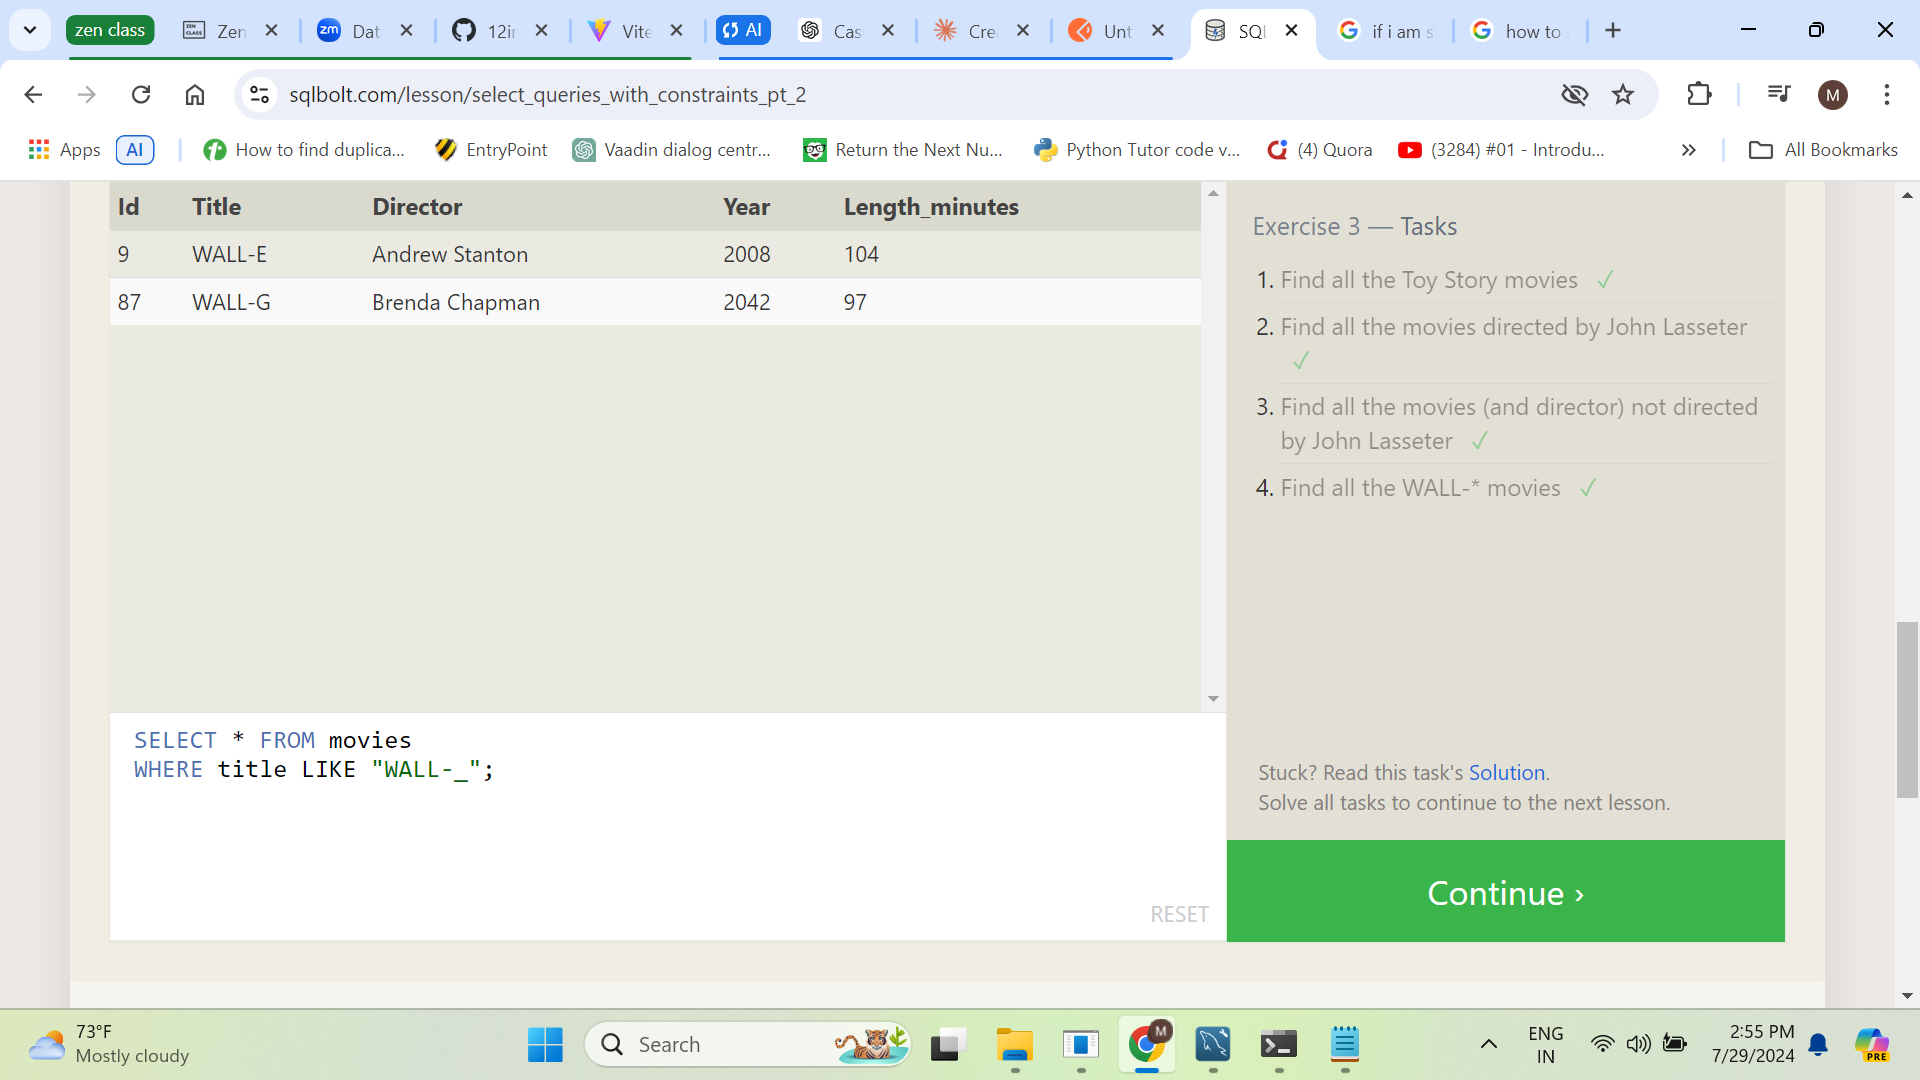 zen class
Zen
Dat
12ir
Vite
AI
Cas
Cre
Unt
SQL
if i am s
how to s
sqlbolt.com/lesson/select_queries_with_constraints_pt_2
M
Apps
AI
How to find duplica...
EntryPoint
Vaadin dialog centr...
Return the Next Nu...
Python Tutor code v...
(4) Quora
(3284) #01 - Introdu...
All Bookmarks
Id Title Director Year Length_minutes
9 WALL-E Andrew Stanton 2008 104
87 WALL-G Brenda Chapman 2042 97
Exercise 3 — Tasks
1. Find all the Toy Story movies ✓
2. Find all the movies directed by John Lasseter
✓
3. Find all the movies (and director) not directed
by John Lasseter ✓
4. Find all the WALL-* movies ✓
SELECT * FROM movies
WHERE title LIKE "WALL-_";
RESET
Stuck? Read this task's Solution.
Solve all tasks to continue to the next lesson.
Continue ›
73°F
Mostly cloudy
Search
M
ENG
IN
2:55 PM
7/29/2024
PRE